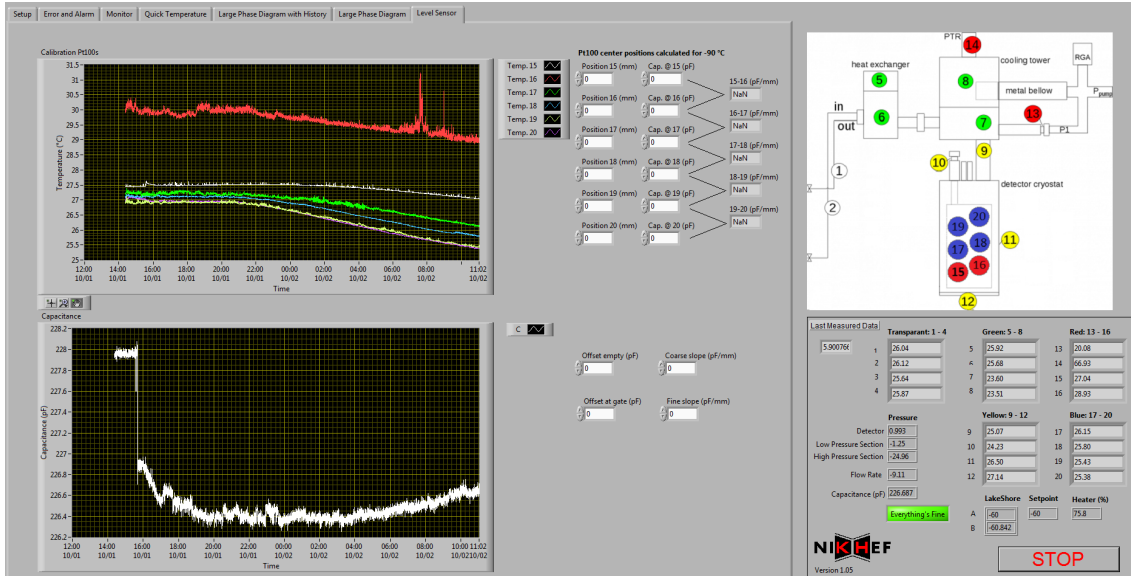 Setup Error and Alarm Monitor Quick Temperature Large Phase Diagram with History Large Phase Diagram Level Sensor
Calibration Pt100s
Temperature (°C)
31.5
31
30.5
30
29.5
29
28.5
28
27.5
27
26.5
26
25.5
25
12:00 14:00 16:00 18:00 20:00 22:00 00:00 02:00 04:00 06:00 08:00 11:02
10/01 10/01 10/01 10/01 10/01 10/01 10/02 10/02 10/02 10/02 10/02 10/02
Time
Temp. 15
Temp. 16
Temp. 17
Temp. 18
Temp. 19
Temp. 20
Pt100 center positions calculated for -90 °C
Position 15 (mm) Cap. @ 15 (pF)
0 0
15-16 (pF/mm)
NaN
Position 16 (mm) Cap. @ 16 (pF)
0 0
16-17 (pF/mm)
NaN
Position 17 (mm) Cap. @ 17 (pF)
0 0
17-18 (pF/mm)
NaN
Position 18 (mm) Cap. @ 18 (pF)
0 0
18-19 (pF/mm)
NaN
Position 19 (mm) Cap. @ 19 (pF)
0 0
19-20 (pF/mm)
NaN
Position 20 (mm) Cap. @ 20 (pF)
0 0
Capacitance
Capacitance (pF)
228.2
228
227.8
227.6
227.4
227.2
227
226.8
226.6
226.4
226.2
12:00 14:00 16:00 18:00 20:00 22:00 00:00 02:00 04:00 06:00 08:00 11:02
10/01 10/01 10/01 10/01 10/01 10/01 10/02 10/02 10/02 10/02 10/02 10/02
Time
C
Offset empty (pF) Coarse slope (pF/mm)
0 0
Offset at gate (pF) Fine slope (pF/mm)
0 0
PTR
14
heat exchanger
cooling tower
RGA
5
8
metal bellow
P pump
in
out
6
7
13
P1
9
10
1
2
detector cryostat
20
19
18
17
11
16
15
12
Last Measured Data
5.900766
Transparant: 1 - 4 Green: 5 - 8 Red: 13 - 16
1 26.04 5 25.92 13 20.08
2 26.12 6 25.68 14 66.93
3 25.64 7 23.60 15 27.04
4 25.87 8 23.51 16 28.93
Pressure
Detector 0.993
Low Pressure Section -1.25
High Pressure Section -24.96
Flow Rate -9.11
Capacitance (pF) 226.687
Everything's Fine
Yellow: 9 - 12 Blue: 17 - 20
9 25.07 17 26.15
10 24.23 18 25.80
11 26.50 19 25.43
12 27.14 20 25.38
LakeShore Setpoint Heater (%)
A -60 -60 75.8
B -60.842
NIKHEF
Version 1.05
STOP